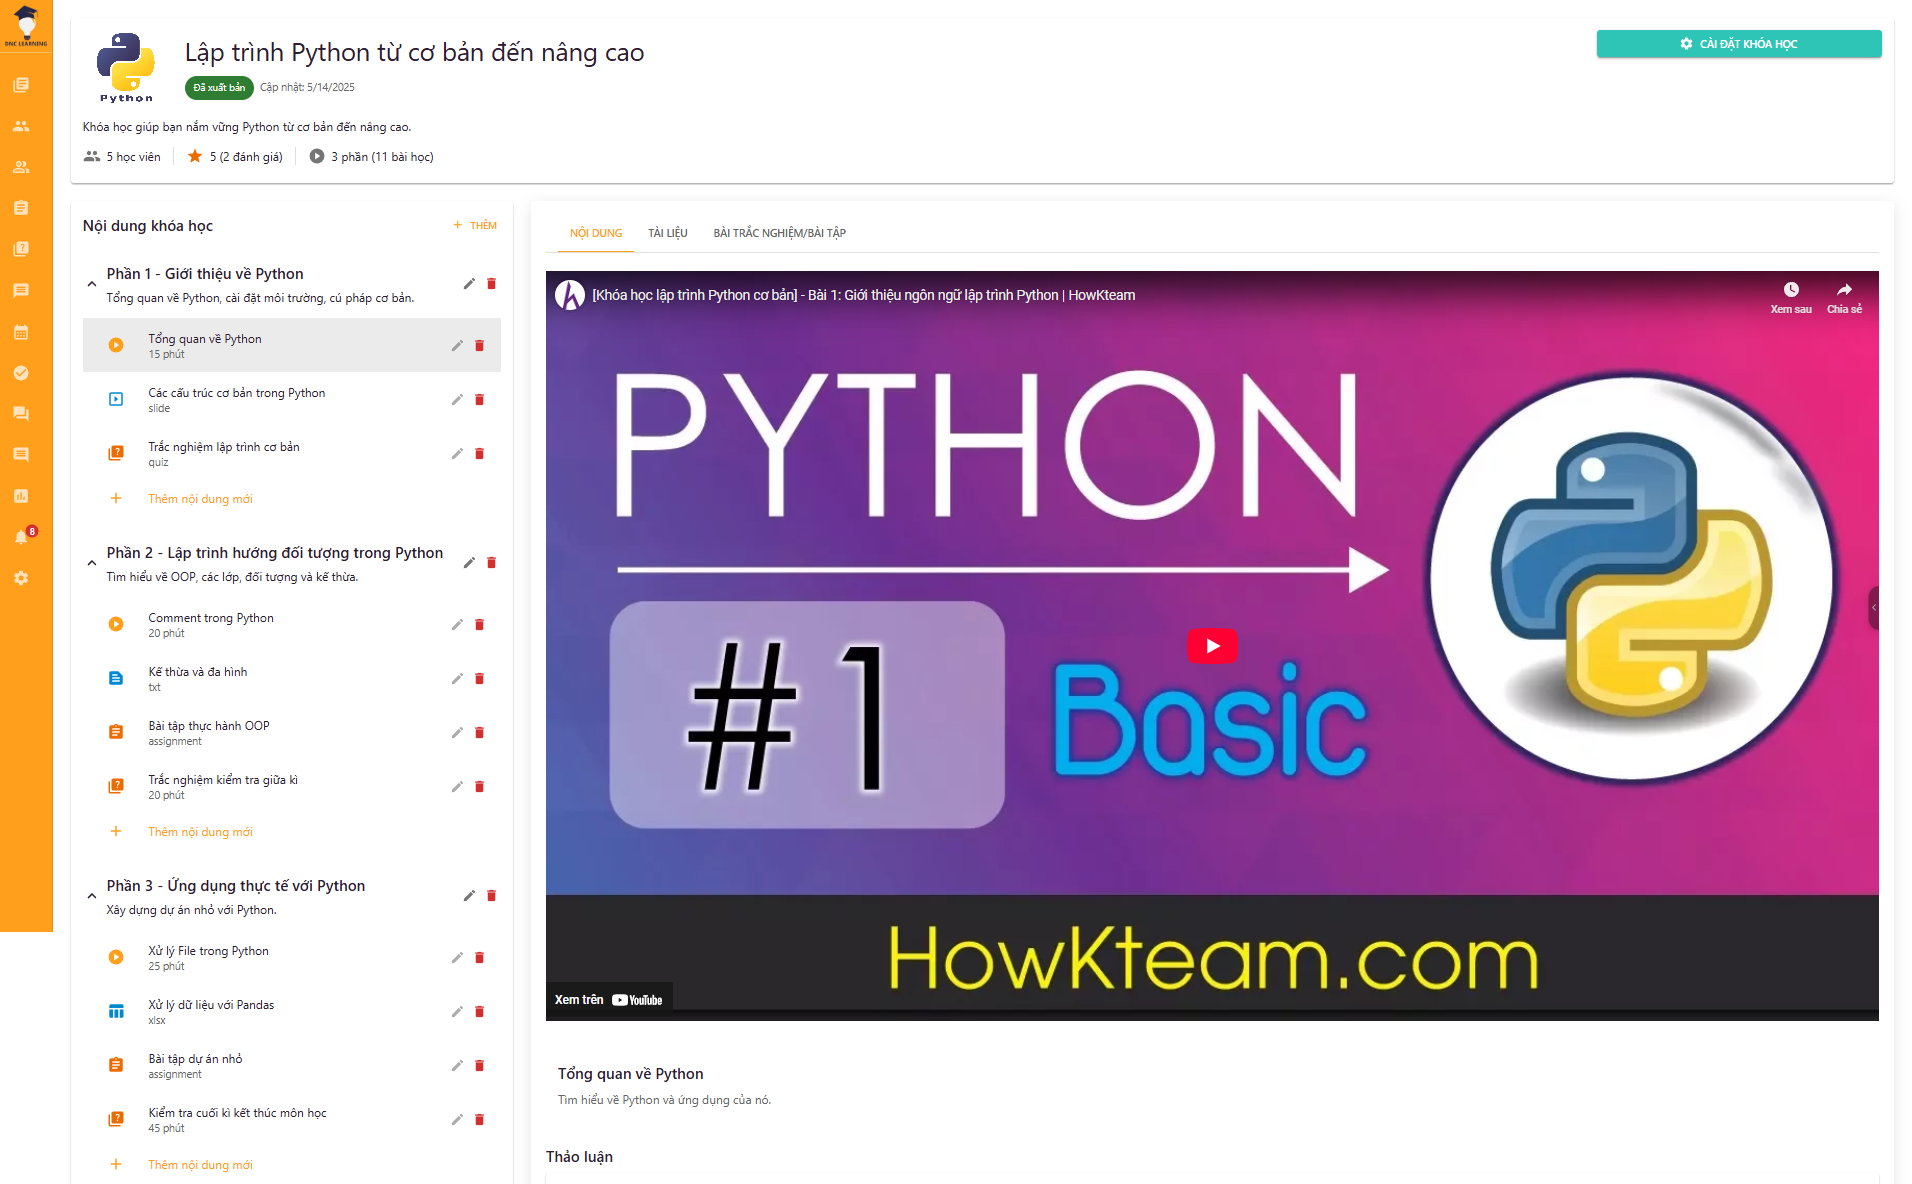 DNC LEARNING
8
Python
Lập trình Python từ cơ bản đến nâng cao
Đã xuất bản
Cập nhật: 5/14/2025
CÀI ĐẶT KHÓA HỌC
Khóa học giúp bạn nắm vững Python từ cơ bản đến nâng cao.
5 học viên
5 (2 đánh giá)
3 phần (11 bài học)
Nội dung khóa học
+ THÊM
Phần 1 - Giới thiệu về Python
Tổng quan về Python, cài đặt môi trường, cú pháp cơ bản.
Tổng quan về Python
15 phút
Các cấu trúc cơ bản trong Python
slide
Trắc nghiệm lập trình cơ bản
quiz
+ Thêm nội dung mới
Phần 2 - Lập trình hướng đối tượng trong Python
Tìm hiểu về OOP, các lớp, đối tượng và kế thừa.
Comment trong Python
20 phút
Kế thừa và đa hình
txt
Bài tập thực hành OOP
assignment
Trắc nghiệm kiểm tra giữa kì
20 phút
+ Thêm nội dung mới
Phần 3 - Ứng dụng thực tế với Python
Xây dựng dự án nhỏ với Python.
Xử lý File trong Python
25 phút
Xử lý dữ liệu với Pandas
xlsx
Bài tập dự án nhỏ
assignment
Kiểm tra cuối kì kết thúc môn học
45 phút
+ Thêm nội dung mới
NỘI DUNG
TÀI LIỆU
BÀI TRẮC NGHIỆM/BÀI TẬP
[Khóa học lập trình Python cơ bản] - Bài 1: Giới thiệu ngôn ngữ lập trình Python | HowKteam
Xem sau
Chia sẻ
PYTHON
#1
Basic
HowKteam.com
Xem trên YouTube
Tổng quan về Python
Tìm hiểu về Python và ứng dụng của nó.
Thảo luận